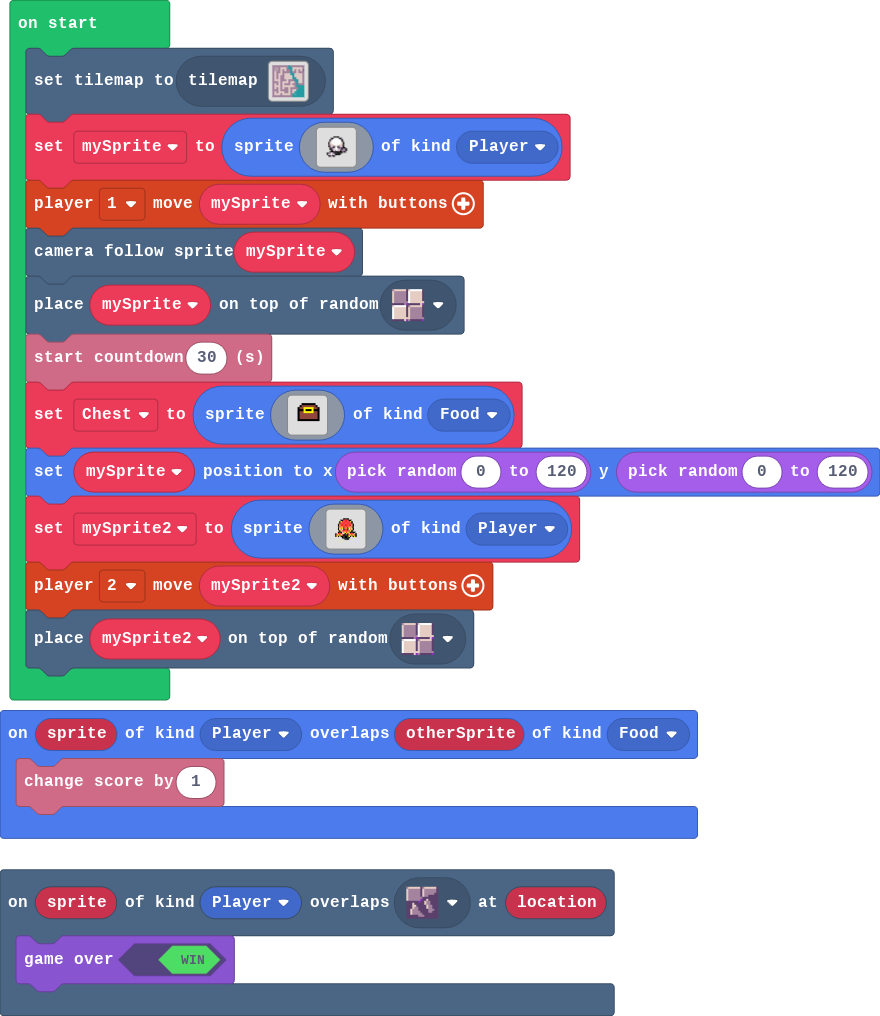 on start
set tilemap to tilemap
set mySprite to sprite of kind Player
player 1 move mySprite with buttons
camera follow sprite mySprite
place mySprite on top of random
start countdown 30 (s)
set Chest to sprite of kind Food
set mySprite position to x pick random 0 to 120 y pick random 0 to 120
set mySprite2 to sprite of kind Player
player 2 move mySprite2 with buttons
place mySprite2 on top of random
on sprite of kind Player overlaps otherSprite of kind Food
change score by 1
on sprite of kind Player overlaps at location
game over WIN